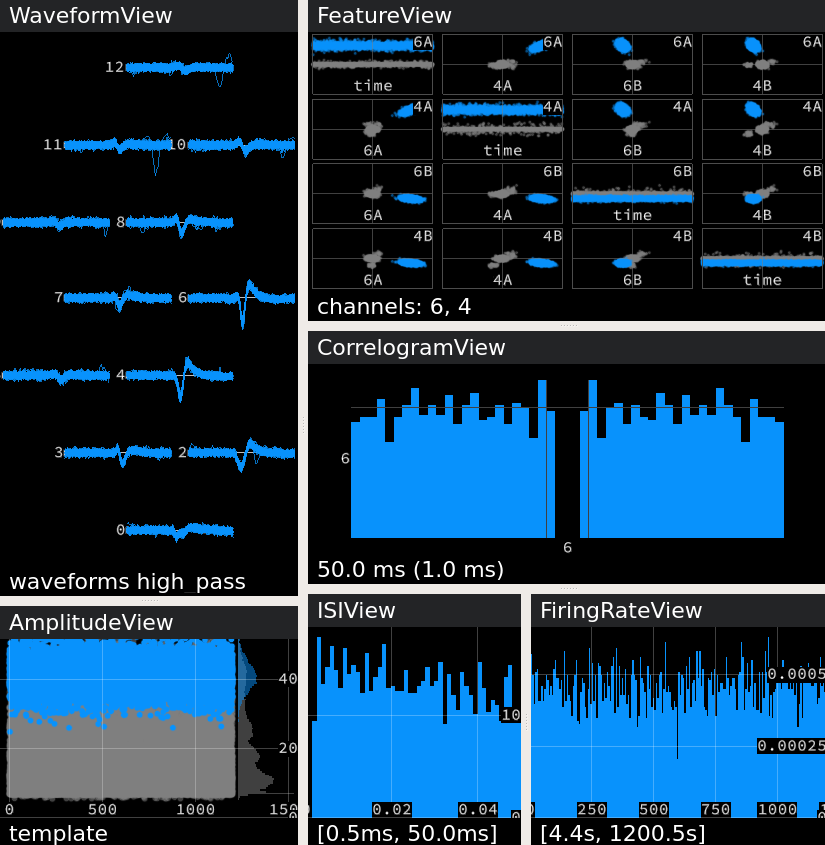 WaveformView
12
11
10
8
7
6
4
3
2
0
waveforms high_pass
AmplitudeView
40
20
0
500
1000
template
FeatureView
6A
6A
6A
6A
time
4A
6B
4B
4A
4A
4A
4A
6A
time
6B
4B
6B
6B
6B
6B
6A
4A
time
4B
4B
4B
4B
4B
6A
4A
6B
time
channels: 6, 4
CorrelogramView
6
6
50.0 ms (1.0 ms)
ISIView
10
0.02
0.04
[0.5ms, 50.0ms]
FiringRateView
0.0005
0.00025
250
500
750
1000
[4.4s, 1200.5s]